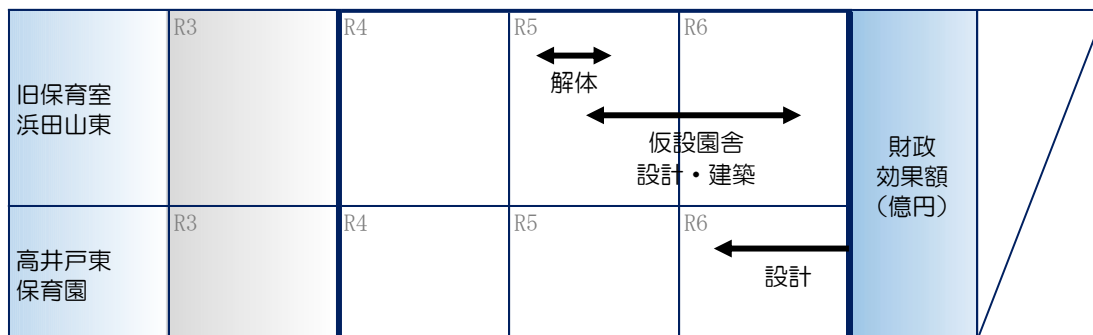 旧保育室
浜田山東
R3
R4
R5
R6
解体
仮設園舎
設計・建築
財政
効果額
（億円）
高井戸東
保育園
R3
R4
R5
R6
設計